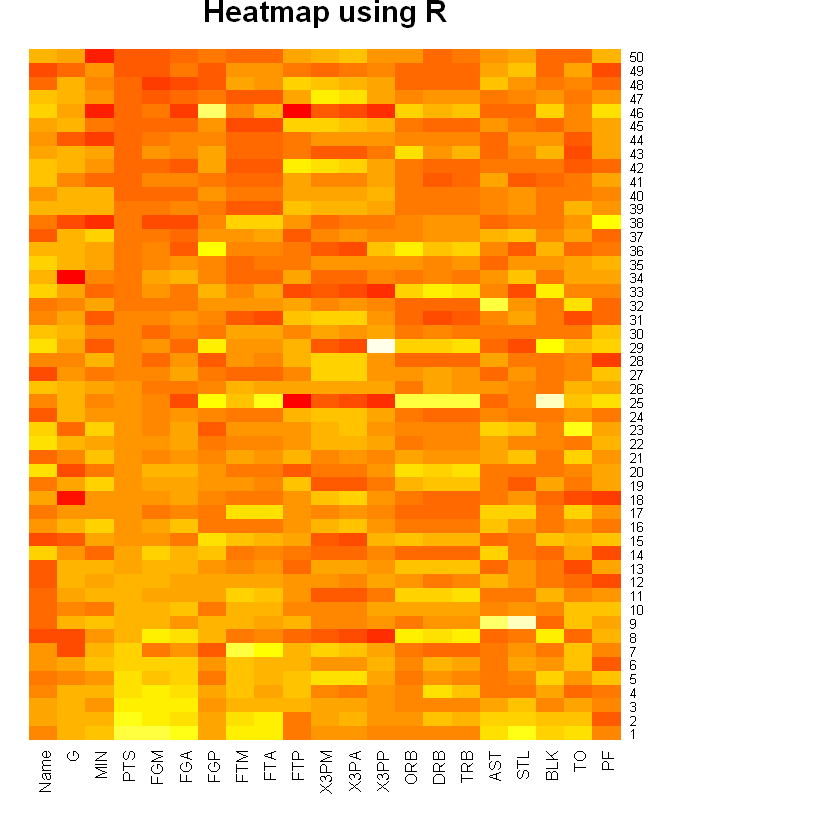 Heatmap using R
50
49
48
47
46
45
44
43
42
41
40
39
38
37
36
35
34
33
32
31
30
29
28
27
26
25
24
23
22
21
20
19
18
17
16
15
14
13
12
11
10
9
8
7
6
5
4
3
2
1
Name
G
MIN
PTS
FGM
FGA
FGP
FTM
FTA
FTP
X3PM
X3PA
X3PP
ORB
DRB
TRB
AST
STL
BLK
TO
PF